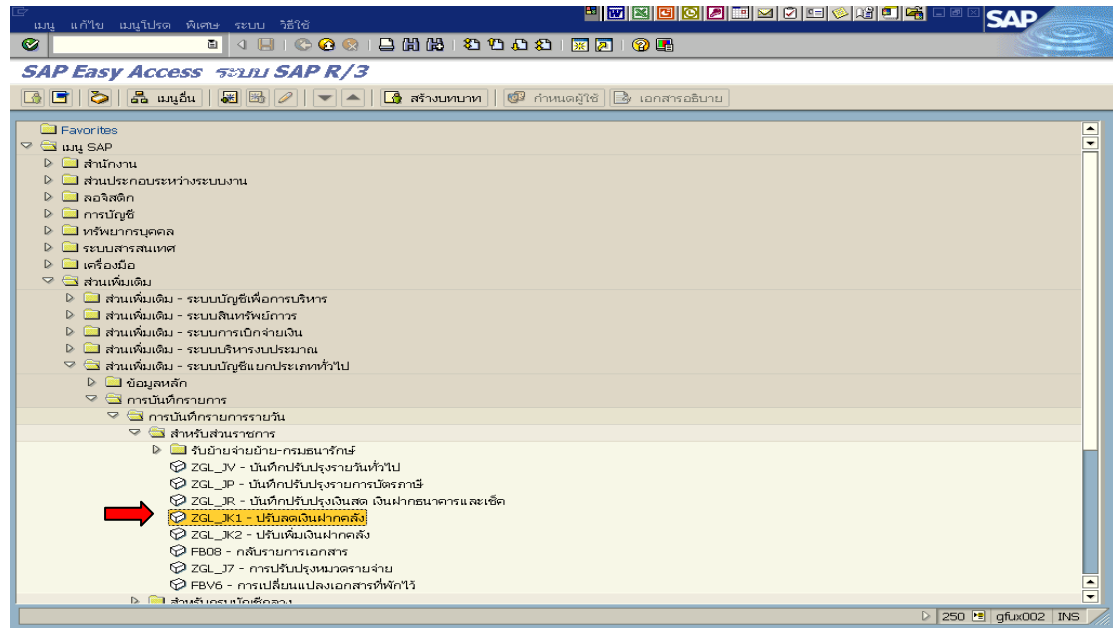 เมนู แก้ไข เมนูโปรด พิเศษ ระบบ วิธีใช้
SAP
SAP Easy Access ระบบ SAP R/3
เมนูอื่น สร้างบทบาท กำหนดผู้ใช้ เอกสารอธิบาย
Favorites
เมนู SAP
สำนักงาน
ส่วนประกอบระหว่างระบบงาน
ลอจิสติก
การบัญชี
ทรัพยากรบุคคล
ระบบสารสนเทศ
เครื่องมือ
ส่วนเพิ่มเติม
ส่วนเพิ่มเติม - ระบบบัญชีเพื่อการบริหาร
ส่วนเพิ่มเติม - ระบบสินทรัพย์ถาวร
ส่วนเพิ่มเติม - ระบบการเบิกจ่ายเงิน
ส่วนเพิ่มเติม - ระบบบริหารงบประมาณ
ส่วนเพิ่มเติม - ระบบบัญชีแยกประเภททั่วไป
ข้อมูลหลัก
การบันทึกรายการ
การบันทึกรายการรายวัน
สำหรับส่วนราชการ
รับย้ายจ่ายย้าย-กรมธนารักษ์
ZGL_JV - บันทึกปรับปรุงรายวันทั่วไป
ZGL_JP - บันทึกปรับปรุงรายการบัตรภาษี
ZGL_JR - บันทึกปรับปรุงเงินสด เงินฝากธนาคารและเช็ค
ZGL_JK1 - ปรับลดเงินฝากคลัง
ZGL_JK2 - ปรับเพิ่มเงินฝากคลัง
FB08 - กลับรายการเอกสาร
ZGL_J7 - การปรับปรุงหมวดรายจ่าย
FBV6 - การเปลี่ยนแปลงเอกสารที่พักไว้
สำหรับกรมบัญชีกลาง
250 gfux002 INS